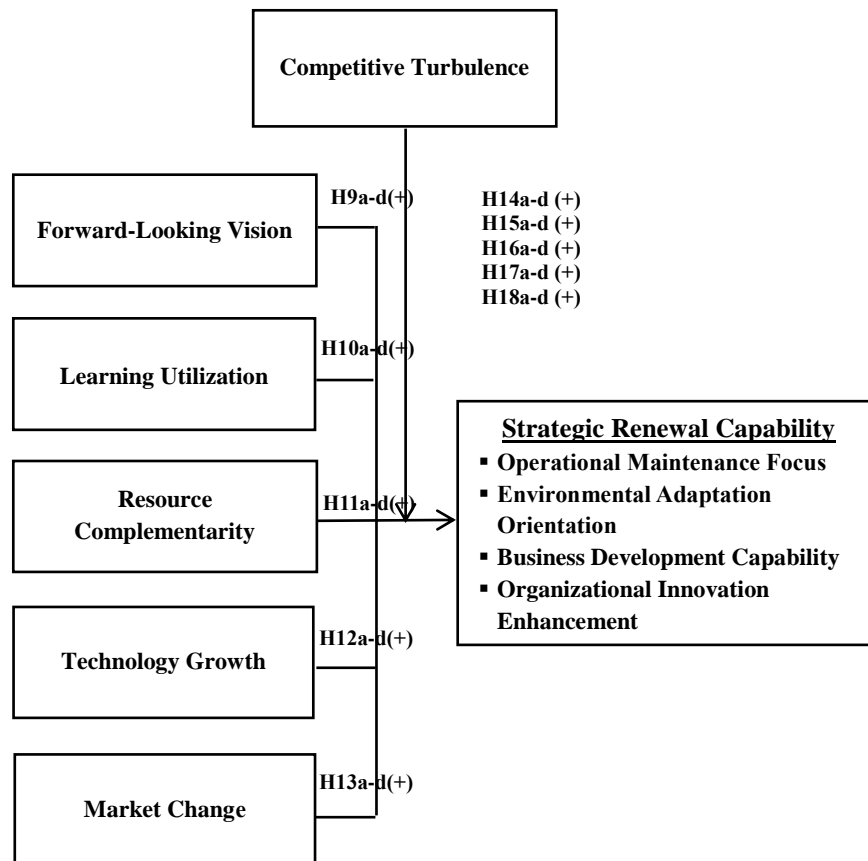 Competitive Turbulence
H9a-d(+)
H14a-d (+)
H15a-d (+)
H16a-d (+)
H17a-d (+)
H18a-d (+)
Forward-Looking Vision
H10a-d(+)
Learning Utilization
Strategic Renewal Capability
▪ Operational Maintenance Focus
▪ Environmental Adaptation
Orientation
▪ Business Development Capability
▪ Organizational Innovation
Enhancement
Resource
Complementarity
H11a-d(+)
H12a-d(+)
Technology Growth
H13a-d(+)
Market Change